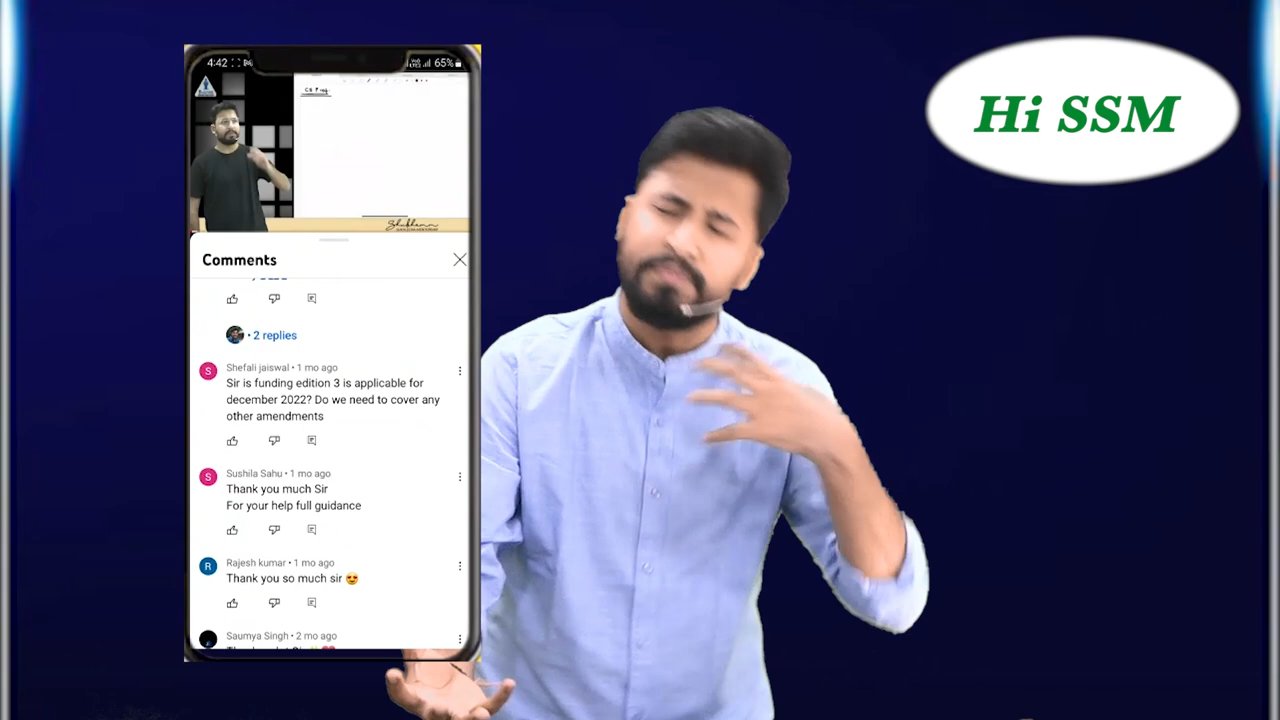 4:42
65%
Comments
2 replies
Shefali jaiswal • 1 mo ago
Sir is funding edition 3 is applicable for
december 2022? Do we need to cover any
other amendments
Sushila Sahu • 1 mo ago
Thank you much Sir
For your help full guidance
Rajesh kumar • 1 mo ago
Thank you so much sir 😍
Saumya Singh • 2 mo ago
Hi SSM